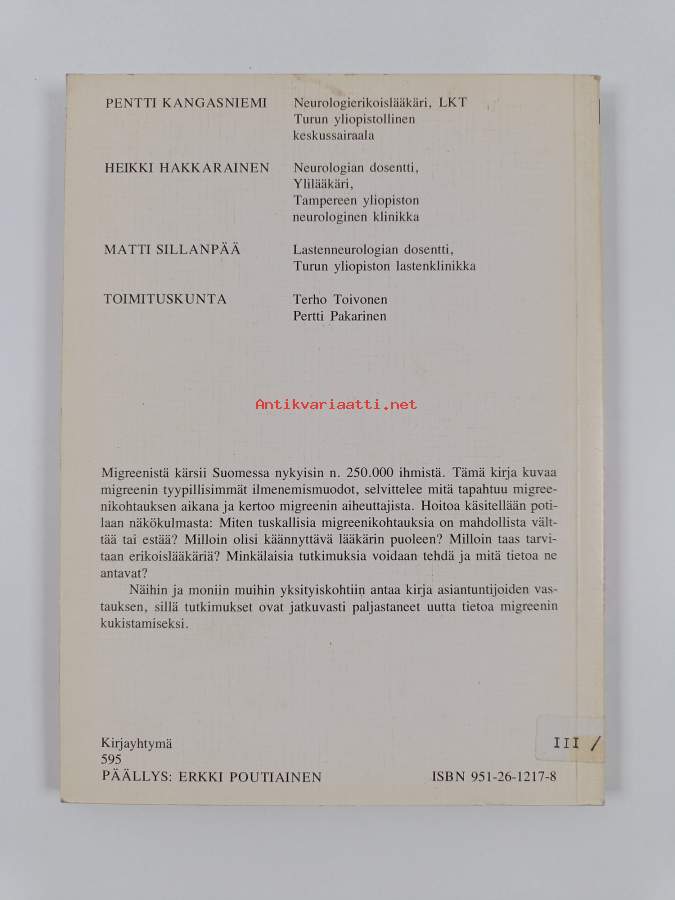 PENTTI KANGASNIEMI Neurologierikoislääkäri, LKT
Turun yliopistollinen
keskussairaala
HEIKKI HAKKARAINEN Neurologian dosentti,
Ylilääkäri,
Tampereen yliopiston
neurologinen klinikka
MATTI SILLANPÄÄ Lastenneurologian dosentti,
Turun yliopiston lastenklinikka
TOIMITUSKUNTA Terho Toivonen
Pertti Pakarinen
Antikvariaatti.net
Migreenistä kärsii Suomessa nykyisin n. 250.000 ihmistä. Tämä kirja kuvaa
migreenin tyypillisimmät ilmenemismuodot, selvittelee mitä tapahtuu migree-
nikohtauksen aikana ja kertoo migreenin aiheuttajista. Hoitoa käsitellään poti-
laan näkökulmasta: Miten tuskallisia migreenikohtauksia on mahdollista vält-
tää tai estää? Milloin olisi käännyttävä lääkärin puoleen? Milloin taas tarvi-
taan erikoislääkäriä? Minkälaisia tutkimuksia voidaan tehdä ja mitä tietoa ne
antavat?
Näihin ja moniin muihin yksityiskohtiin antaa kirja asiantuntijoiden vas-
tauksen, sillä tutkimukset ovat jatkuvasti paljastaneet uutta tietoa migreenin
kukistamiseksi.
Kirjayhtymä
595
PÄÄLLYS: ERKKI POUTIAINEN ISBN 951-26-1217-8
III /